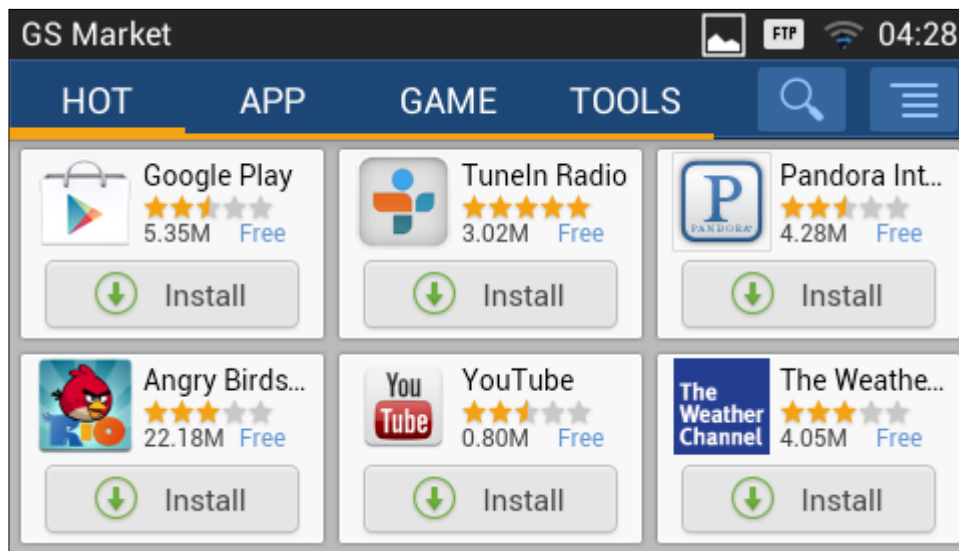 GS Market FTP 04:28
HOT APP GAME TOOLS
Google Play
5.35M Free
Install
TuneIn Radio
3.02M Free
Install
P
PANDORA
Pandora Int...
4.28M Free
Install
RIO
Angry Birds...
22.18M Free
Install
You
Tube
YouTube
0.80M Free
Install
The
Weather
Channel
The Weathe...
4.05M Free
Install